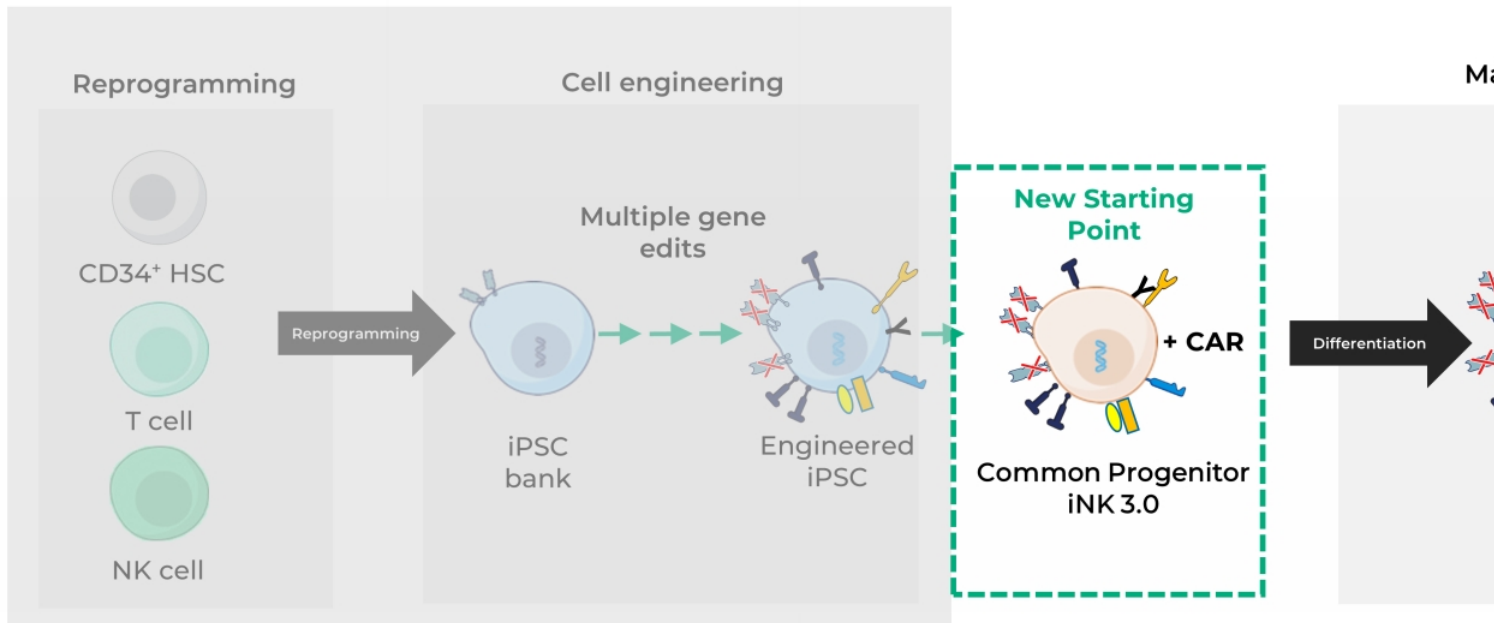 Reprogramming
CD34⁺ HSC
T cell
NK cell
Reprogramming
Cell engineering
Multiple gene
edits
iPSC
bank
Engineered
iPSC
New Starting
Point
+ CAR
Common Progenitor
iNK 3.0
Differentiation